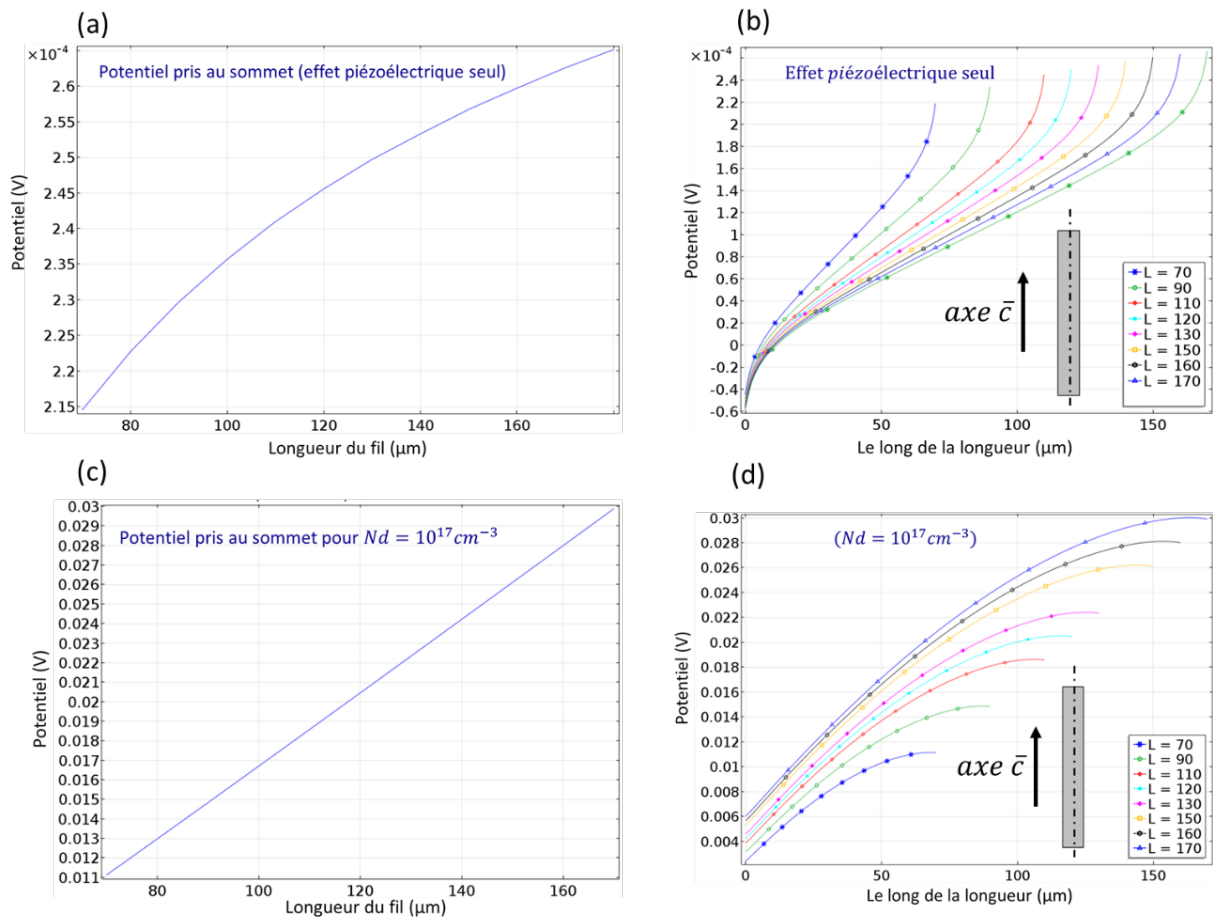 (a)
×10⁻⁴
Potentiel pris au sommet (effet piézoélectrique seul)
2.6
2.55
2.5
2.45
2.4
2.35
2.3
2.25
2.2
2.15
Potentiel (V)
80
100
120
140
160
Longueur du fil (µm)
(b)
×10⁻⁴
Effet piézoélectrique seul
2.6
2.4
2.2
2
1.8
1.6
1.4
1.2
1
0.8
0.6
0.4
0.2
0
-0.2
-0.4
-0.6
Potentiel (V)
axe c̄
L = 70
L = 90
L = 110
L = 120
L = 130
L = 150
L = 160
L = 170
0
50
100
150
Le long de la longueur (µm)
(c)
Potentiel pris au sommet pour Nd = 10¹⁷cm⁻³
0.03
0.029
0.028
0.027
0.026
0.025
0.024
0.023
0.022
0.021
0.02
0.019
0.018
0.017
0.016
0.015
0.014
0.013
0.012
0.011
Potentiel (V)
80
100
120
140
160
Longueur du fil (µm)
(d)
(Nd = 10¹⁷cm⁻³)
0.03
0.028
0.026
0.024
0.022
0.02
0.018
0.016
0.014
0.012
0.01
0.008
0.006
0.004
Potentiel (V)
axe c̄
L = 70
L = 90
L = 110
L = 120
L = 130
L = 150
L = 160
L = 170
0
50
100
150
Le long de la longueur (µm)